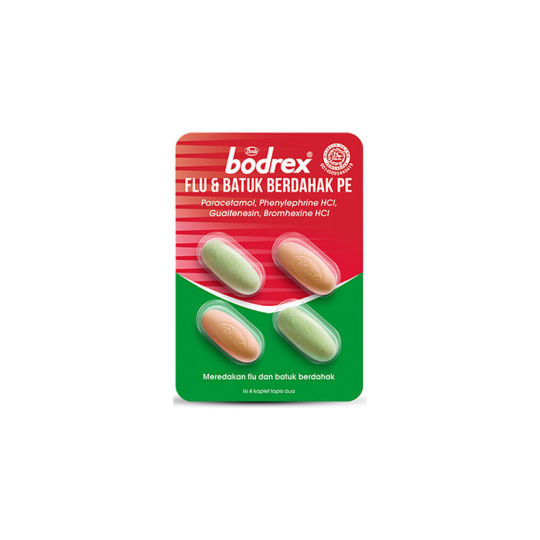 Bode
bodrex®
FLU & BATUK BERDAHAK PE
Paracetamol, Phenylephrine HCl,
Guaifenesin, Bromhexine HCl
Meredakan flu dan batuk berdahak
Isi 4 kaplet lapis dua